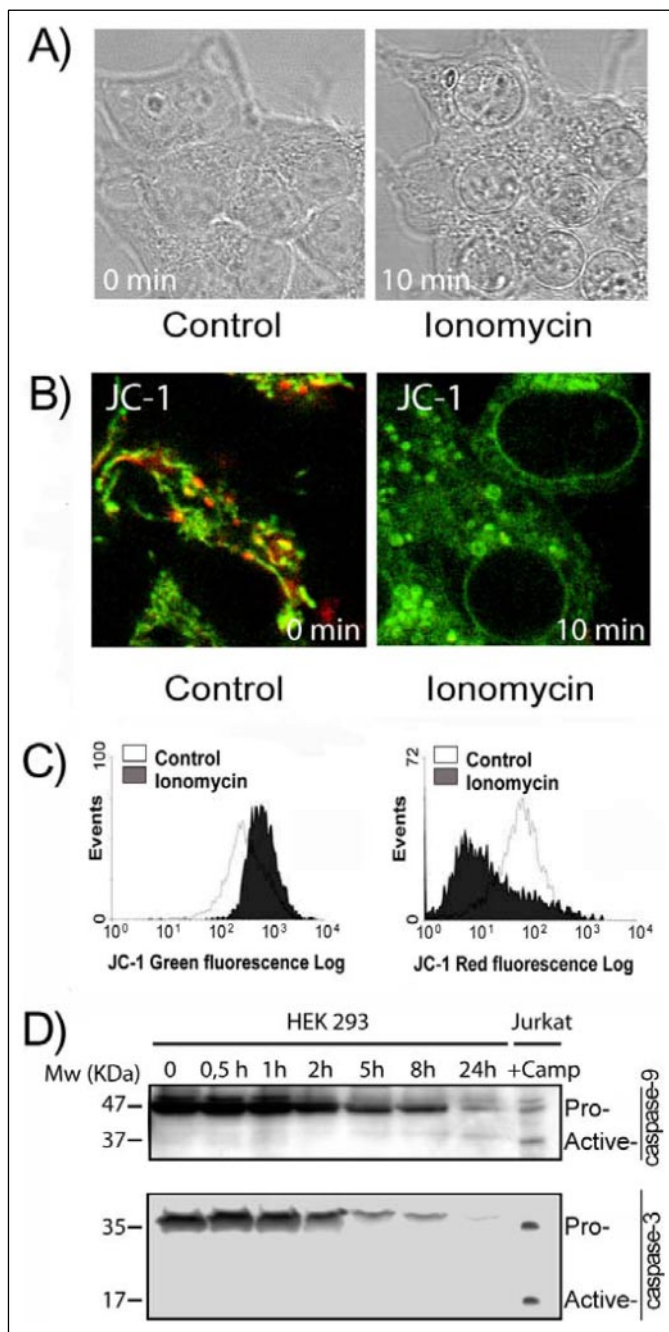 A)
0 min
10 min
Control Ionomycin
B)
JC-1 JC-1
0 min 10 min
Control Ionomycin
C)
100
Control
Ionomycin
Events
0
10^0 10^1 10^2 10^3 10^4
JC-1 Green fluorescence Log
72
Control
Ionomycin
Events
0
10^0 10^1 10^2 10^3 10^4
JC-1 Red fluorescence Log
D)
HEK 293 Jurkat
Mw (KDa) 0 0,5 h 1h 2h 5h 8h 24h +Camp
47 Pro-
37 Active-
caspase-9
35 Pro-
17 Active-
caspase-3